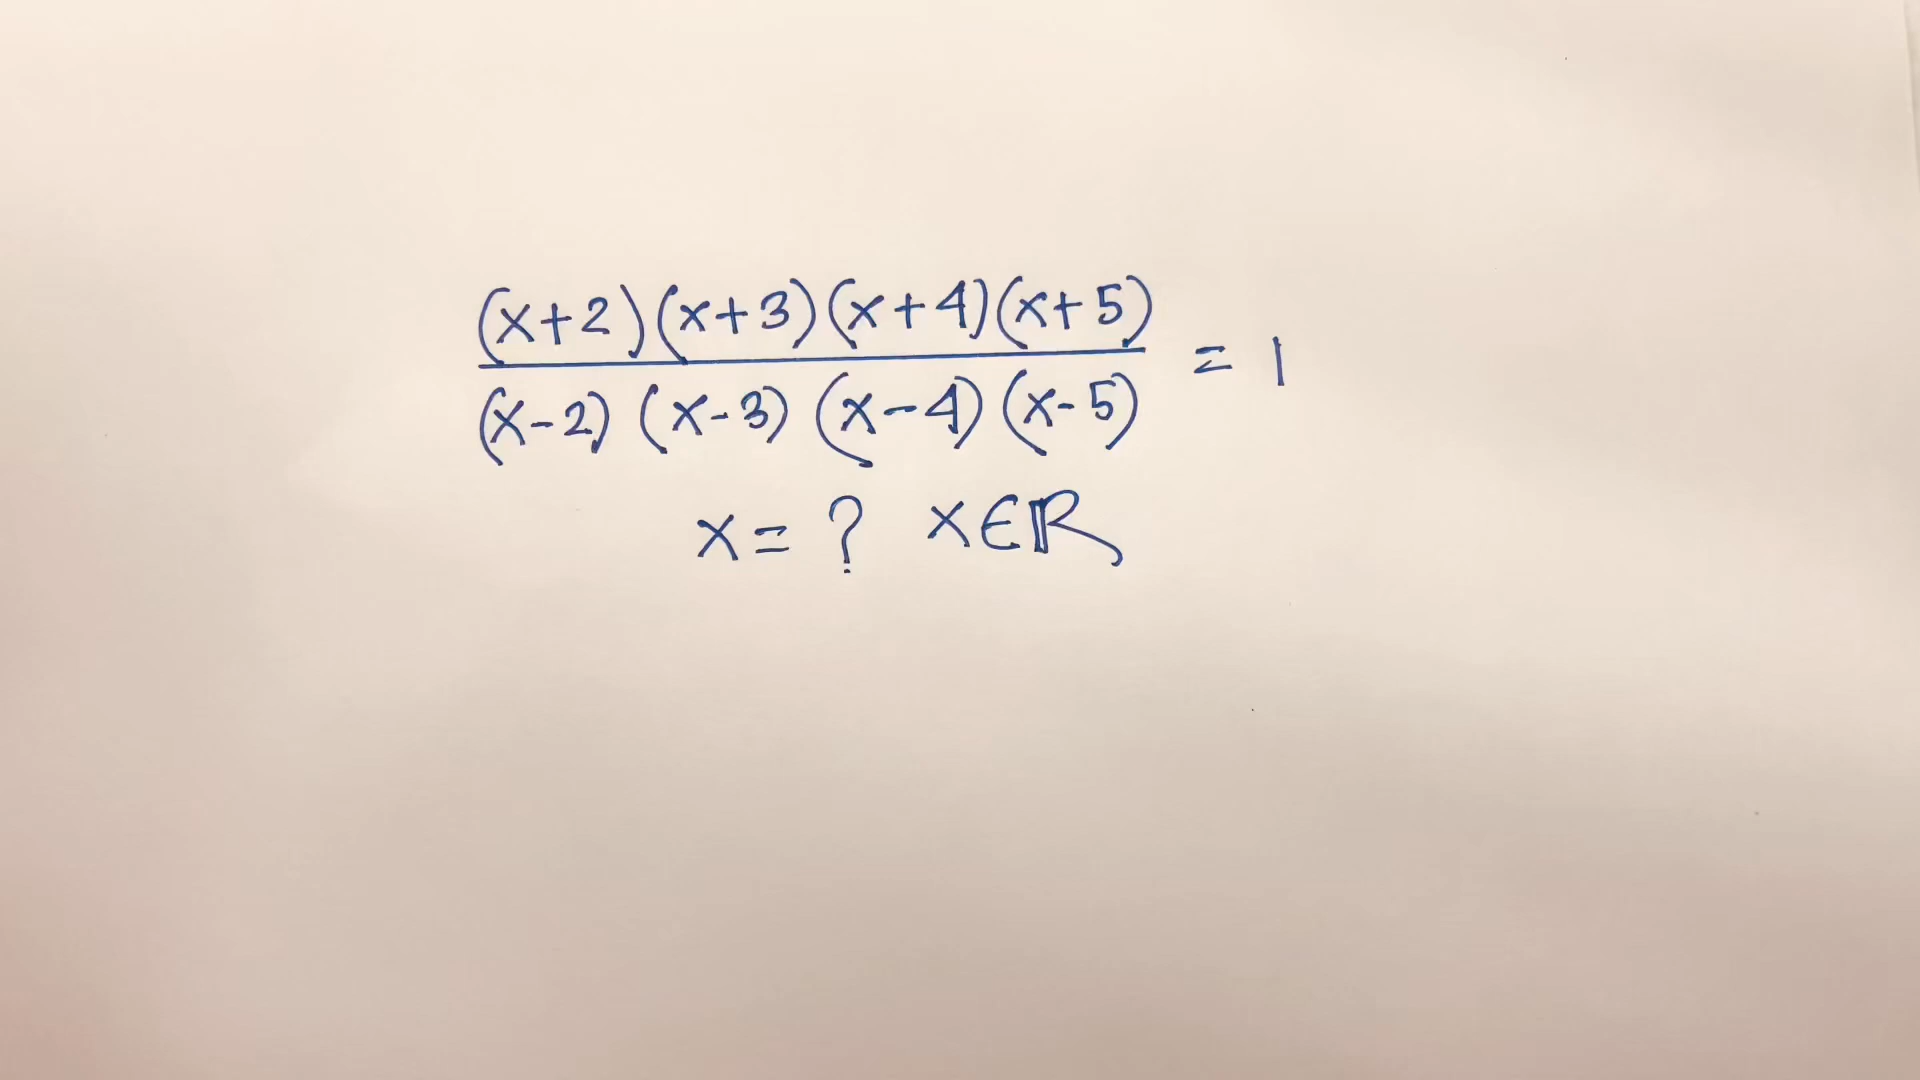 (x+2)(x+3)(x+4)(x+5)
(x-2) (x-3) (x-4) (x-5)
= 1
x = ? x∈R